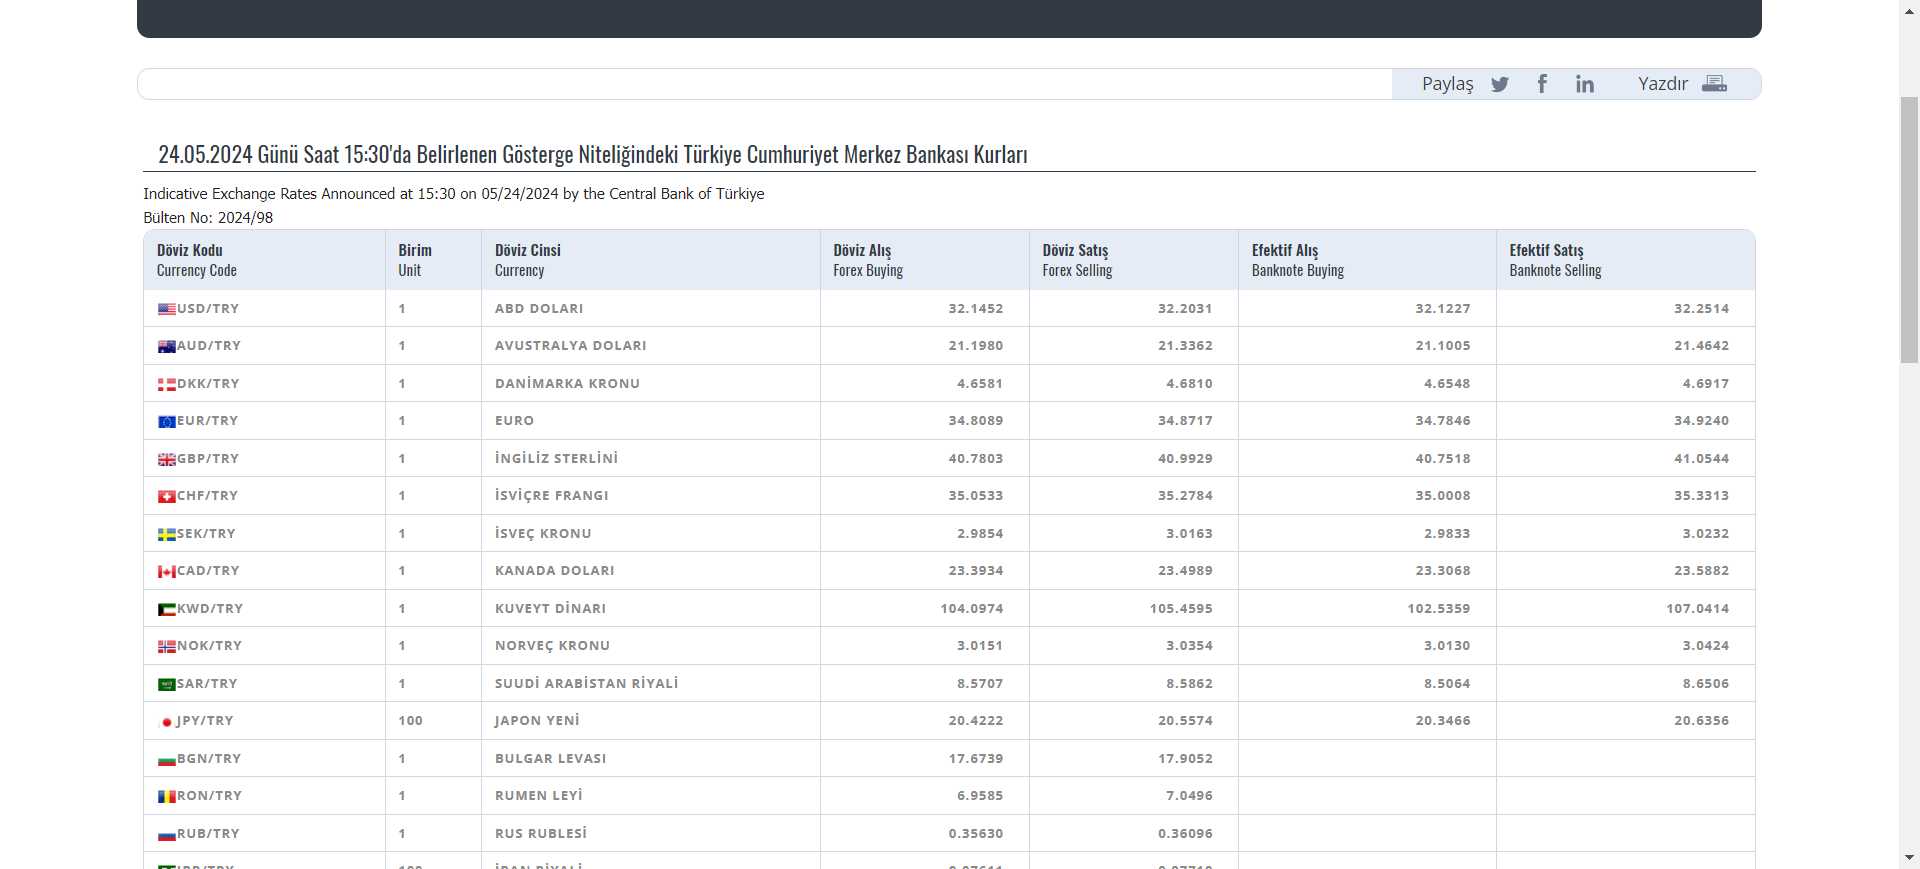 Paylaş Yazdır
24.05.2024 Günü Saat 15:30'da Belirlenen Gösterge Niteliğindeki Türkiye Cumhuriyet Merkez Bankası Kurları
Indicative Exchange Rates Announced at 15:30 on 05/24/2024 by the Central Bank of Türkiye
Bülten No: 2024/98
Döviz Kodu Birim Döviz Cinsi Döviz Alış Döviz Satış Efektif Alış Efektif Satış
Currency Code Unit Currency Forex Buying Forex Selling Banknote Buying Banknote Selling
USD/TRY 1 ABD DOLARI 32.1452 32.2031 32.1227 32.2514
AUD/TRY 1 AVUSTRALYA DOLARI 21.1980 21.3362 21.1005 21.4642
DKK/TRY 1 DANİMARKA KRONU 4.6581 4.6810 4.6548 4.6917
EUR/TRY 1 EURO 34.8089 34.8717 34.7846 34.9240
GBP/TRY 1 İNGİLİZ STERLİNİ 40.7803 40.9929 40.7518 41.0544
CHF/TRY 1 İSVİÇRE FRANGI 35.0533 35.2784 35.0008 35.3313
SEK/TRY 1 İSVEÇ KRONU 2.9854 3.0163 2.9833 3.0232
CAD/TRY 1 KANADA DOLARI 23.3934 23.4989 23.3068 23.5882
KWD/TRY 1 KUVEYT DİNARI 104.0974 105.4595 102.5359 107.0414
NOK/TRY 1 NORVEÇ KRONU 3.0151 3.0354 3.0130 3.0424
SAR/TRY 1 SUUDİ ARABİSTAN RİYALİ 8.5707 8.5862 8.5064 8.6506
JPY/TRY 100 JAPON YENİ 20.4222 20.5574 20.3466 20.6356
BGN/TRY 1 BULGAR LEVASI 17.6739 17.9052
RON/TRY 1 RUMEN LEYİ 6.9585 7.0496
RUB/TRY 1 RUS RUBLESİ 0.35630 0.36096